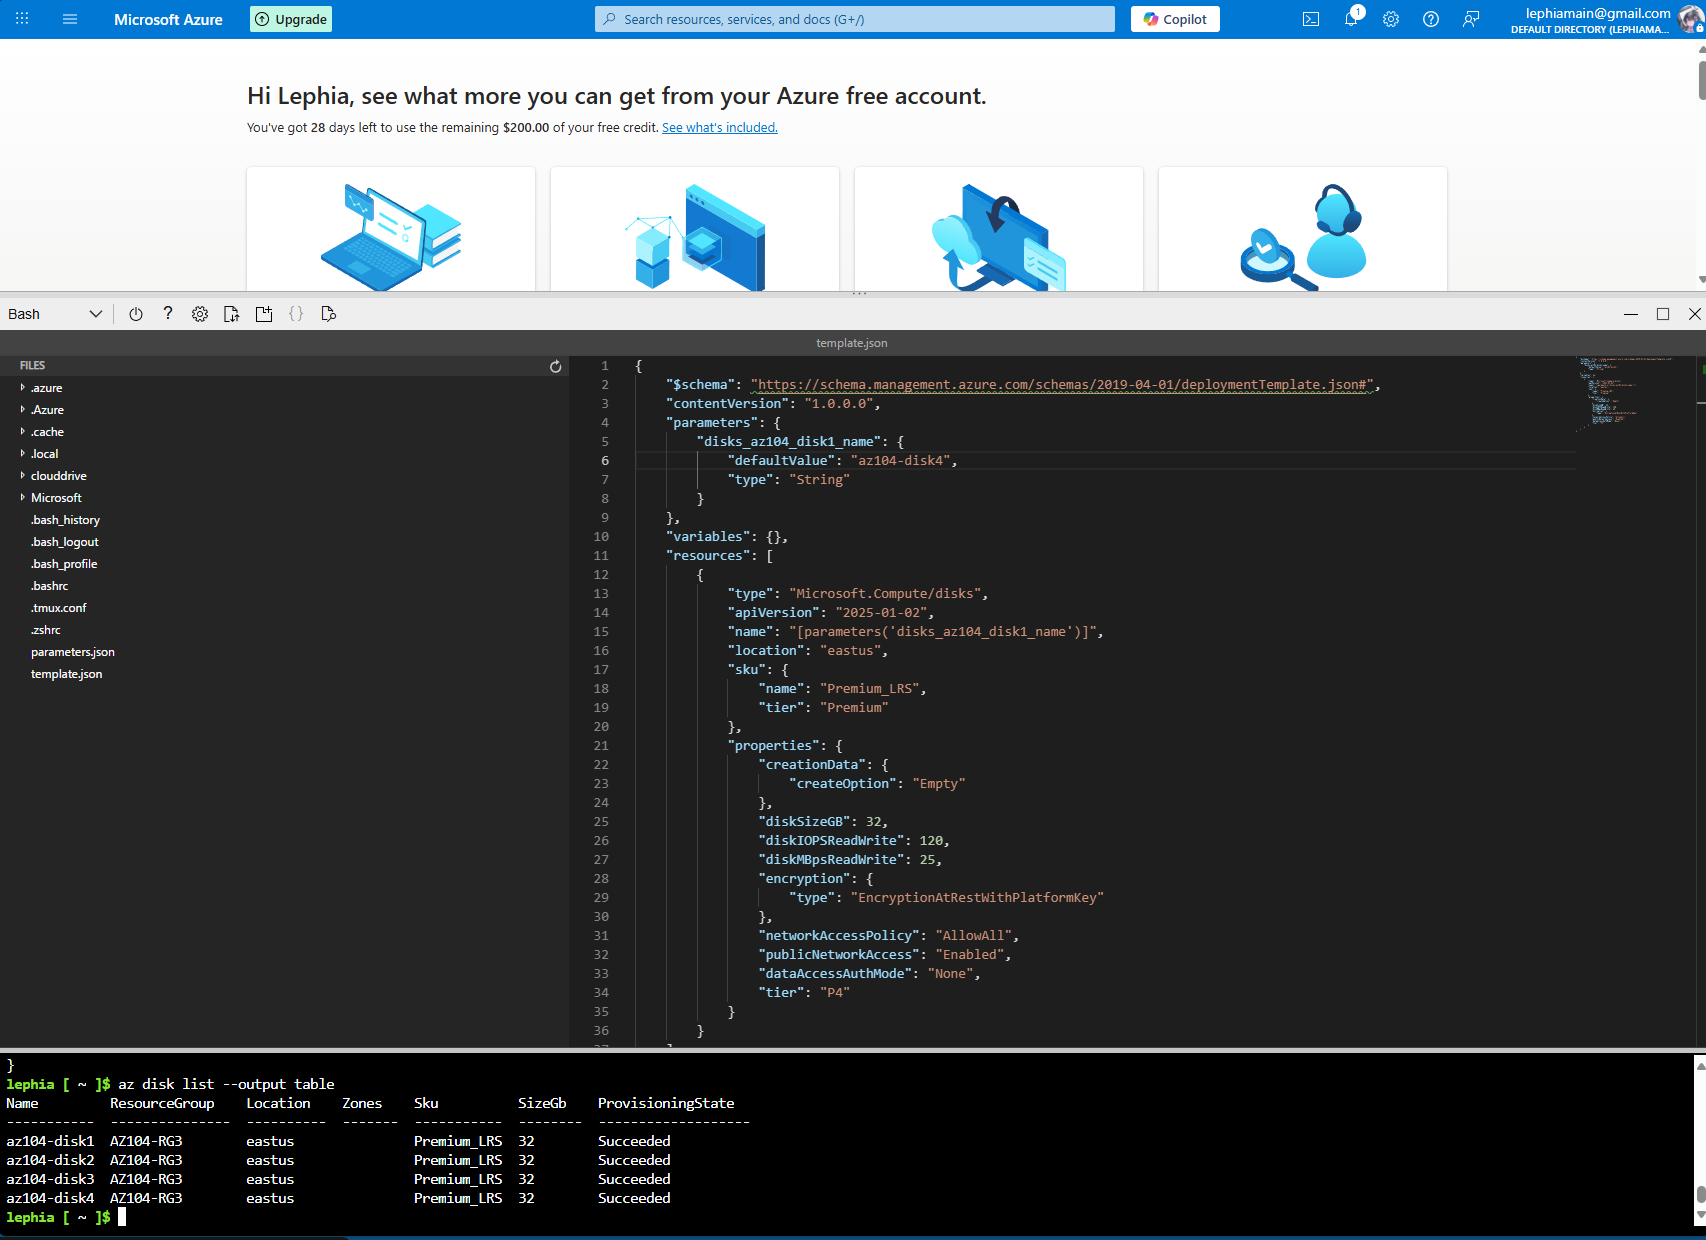 Microsoft Azure
Upgrade
Search resources, services, and docs (G+/)
Copilot
1
lephiamain@gmail.com
DEFAULT DIRECTORY (LEPHIAMA...
Hi Lephia, see what more you can get from your Azure free account.
You've got 28 days left to use the remaining $200.00 of your free credit. See what's included.
Bash
template.json
FILES
.azure
.Azure
.cache
.local
clouddrive
Microsoft
.bash_history
.bash_logout
.bash_profile
.bashrc
.tmux.conf
.zshrc
parameters.json
template.json
1 {
2 "$schema": "https://schema.management.azure.com/schemas/2019-04-01/deploymentTemplate.json#",
3 "contentVersion": "1.0.0.0",
4 "parameters": {
5 "disks_az104_disk1_name": {
6 "defaultValue": "az104-disk4",
7 "type": "String"
8 }
9 },
10 "variables": {},
11 "resources": [
12 {
13 "type": "Microsoft.Compute/disks",
14 "apiVersion": "2025-01-02",
15 "name": "[parameters('disks_az104_disk1_name')]",
16 "location": "eastus",
17 "sku": {
18 "name": "Premium_LRS",
19 "tier": "Premium"
20 },
21 "properties": {
22 "creationData": {
23 "createOption": "Empty"
24 },
25 "diskSizeGB": 32,
26 "diskIOPSReadWrite": 120,
27 "diskMBpsReadWrite": 25,
28 "encryption": {
29 "type": "EncryptionAtRestWithPlatformKey"
30 },
31 "networkAccessPolicy": "AllowAll",
32 "publicNetworkAccess": "Enabled",
33 "dataAccessAuthMode": "None",
34 "tier": "P4"
35 }
36 }
}
lephia [ ~ ]$ az disk list --output table
Name ResourceGroup Location Zones Sku SizeGb ProvisioningState
----------- --------------- ---------- ------- ----------- -------- -------------------
az104-disk1 AZ104-RG3 eastus Premium_LRS 32 Succeeded
az104-disk2 AZ104-RG3 eastus Premium_LRS 32 Succeeded
az104-disk3 AZ104-RG3 eastus Premium_LRS 32 Succeeded
az104-disk4 AZ104-RG3 eastus Premium_LRS 32 Succeeded
lephia [ ~ ]$